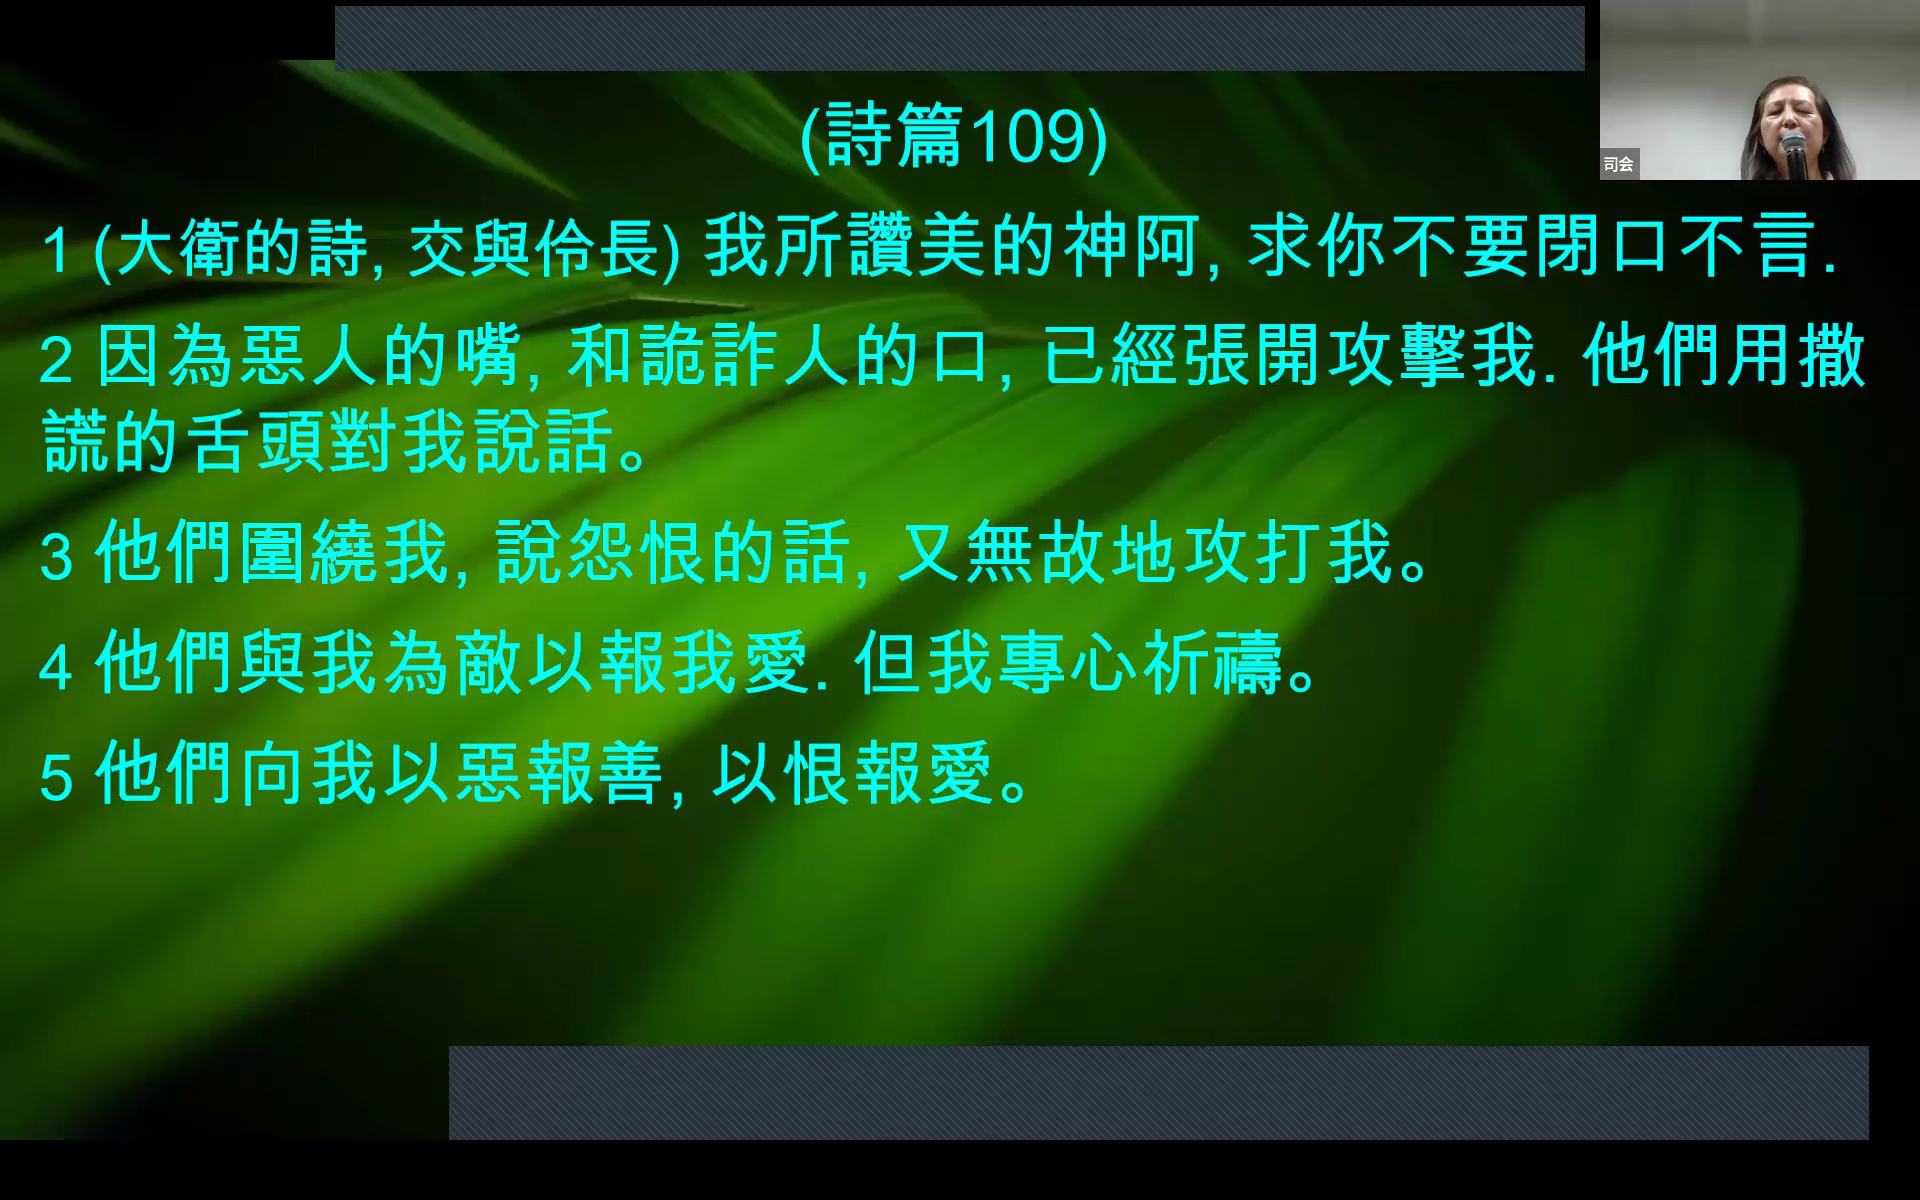 (詩篇109)
司会
1 (大衛的詩, 交與伶長) 我所讚美的神阿, 求你不要閉口不言.
2 因為惡人的嘴, 和詭詐人的口, 已經張開攻擊我. 他們用撒
謊的舌頭對我說話。
3 他們圍繞我, 說怨恨的話, 又無故地攻打我。
4 他們與我為敵以報我愛. 但我專心祈禱。
5 他們向我以惡報善, 以恨報愛。